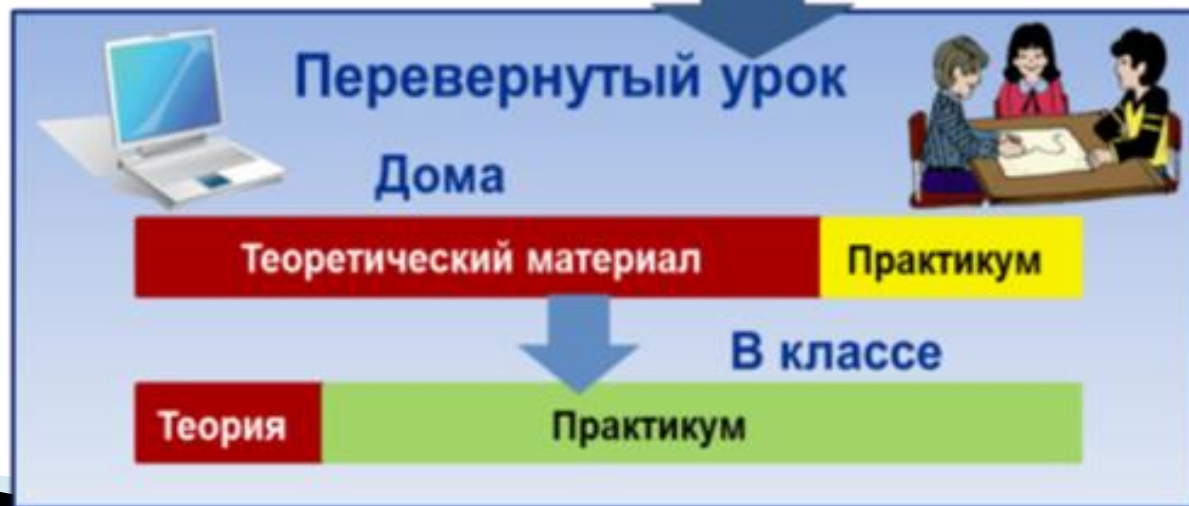 Перевернутый урок
Дома
Теоретический материал Практикум
В классе
Теория Практикум